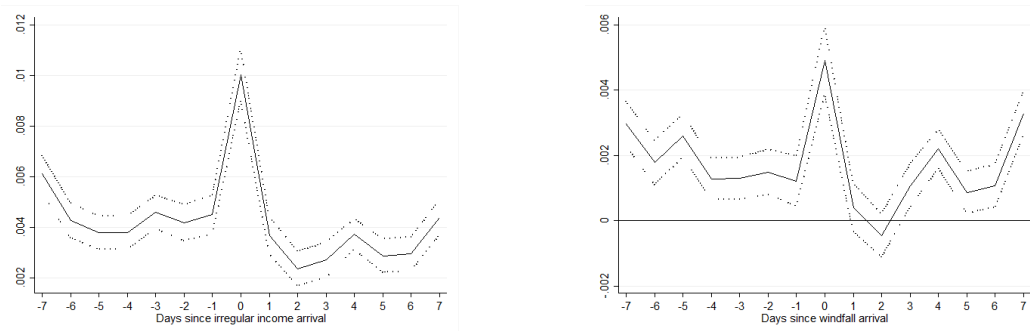 .012
.01
.008
.006
.004
.002
-7 -6 -5 -4 -3 -2 -1 0 1 2 3 4 5 6 7
Days since irregular income arrival
.006
.004
.002
0
-.002
-7 -6 -5 -4 -3 -2 -1 0 1 2 3 4 5 6 7
Days since windfall arrival